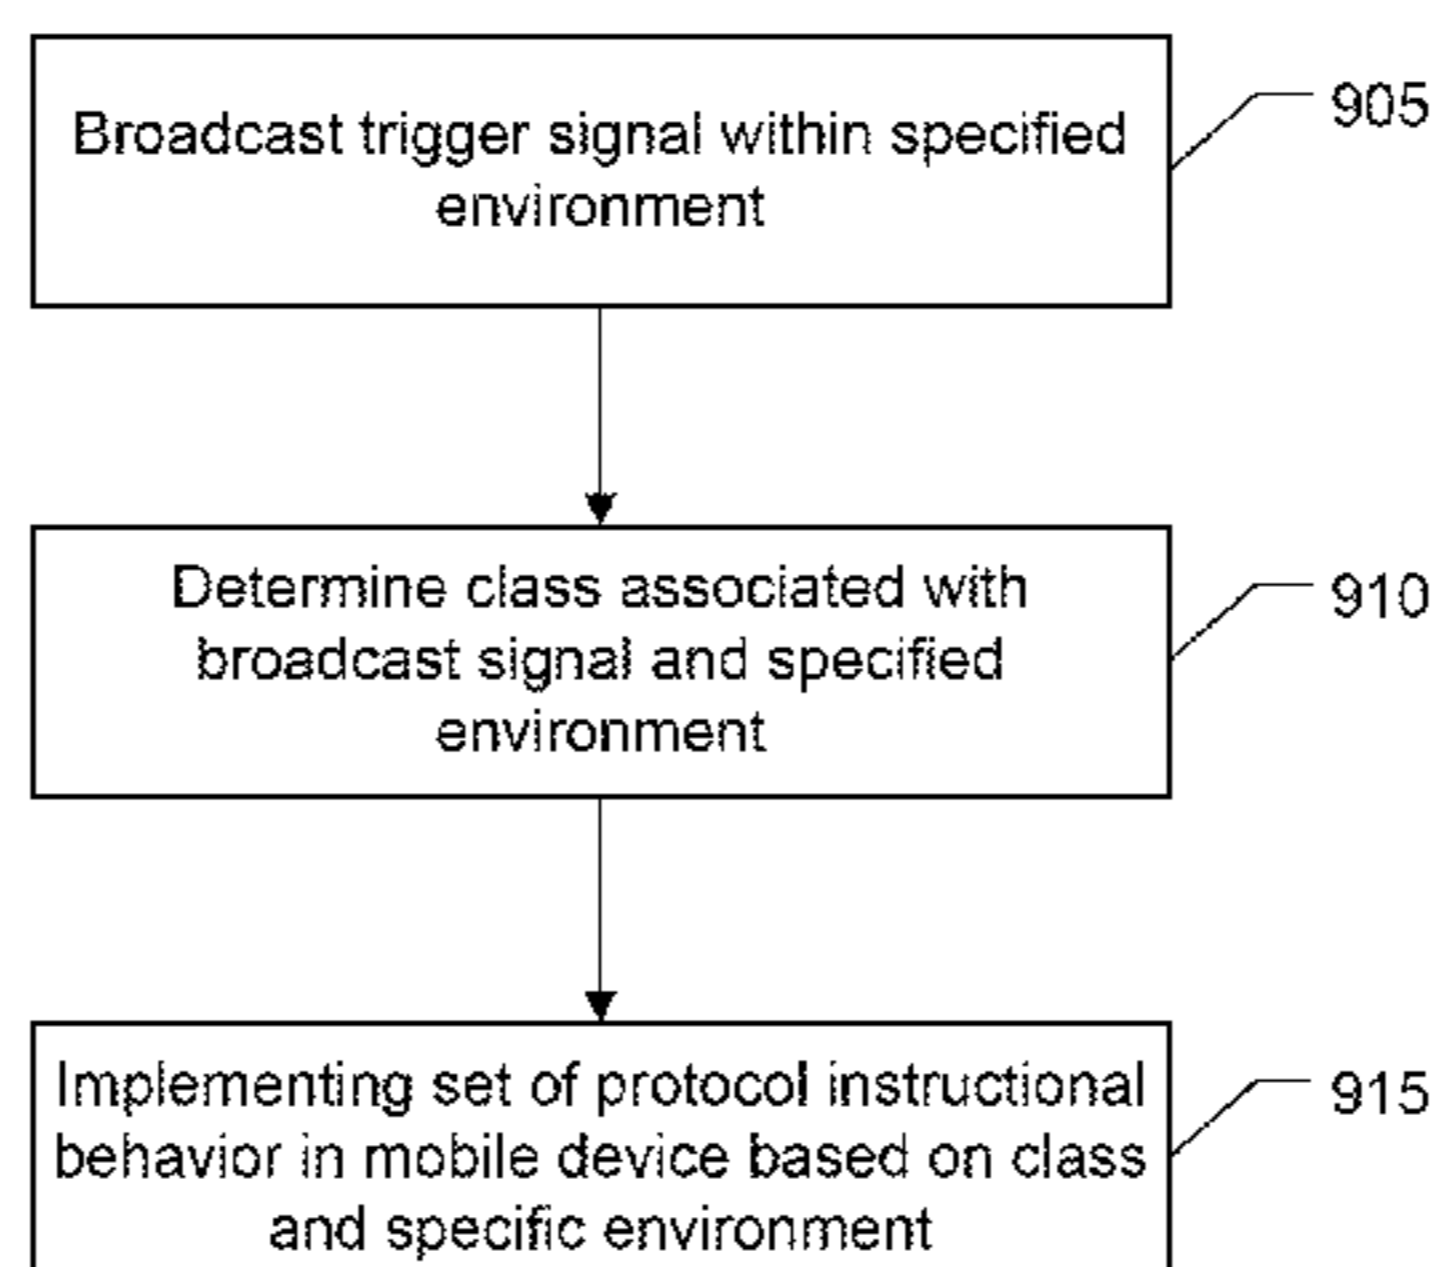 Broadcast trigger signal within specified
environment
905
Determine class associated with
broadcast signal and specified
environment
910
Implementing set of protocol instructional
behavior in mobile device based on class
and specific environment
915